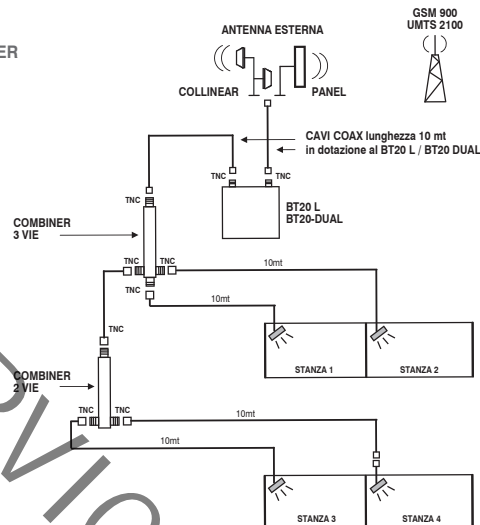 GSM 900
UMTS 2100
ER
ANTENNA ESTERNA
COLLINEAR
PANEL
CAVI COAX lunghezza 10 mt
in dotazione al BT20 L / BT20 DUAL
TNC
TNC
BT20 L
BT20-DUAL
TNC
COMBINER
3 VIE
TNC
TNC
10mt
TNC
10mt
TNC
STANZA 1
STANZA 2
COMBINER
2 VIE
TNC
TNC
10mt
10mt
STANZA 3
STANZA 4